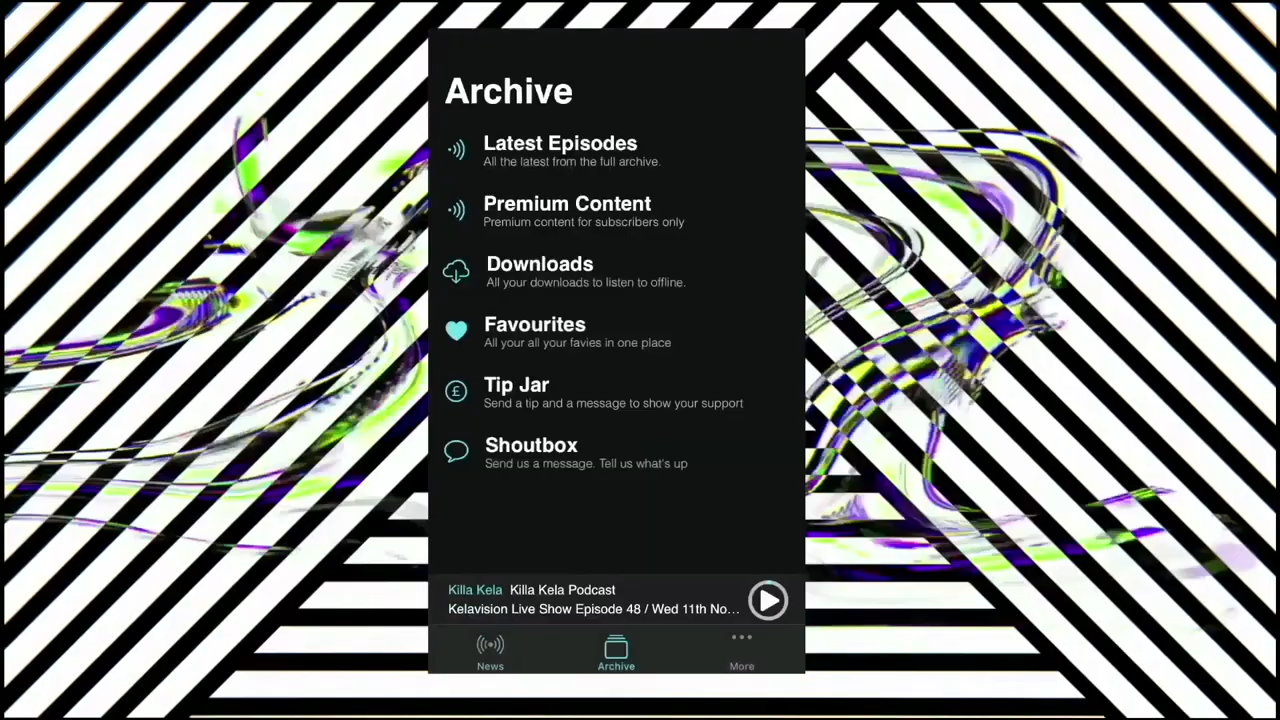 Archive
Latest Episodes
All the latest from the full archive.
Premium Content
Premium content for subscribers only
Downloads
All your downloads to listen to offline.
Favourites
All your all your favies in one place
Tip Jar
Send a tip and a message to show your support
Shoutbox
Send us a message. Tell us what's up
Killa Kela Killa Kela Podcast
Kelavision Live Show Episode 48 / Wed 11th No...
News Archive More